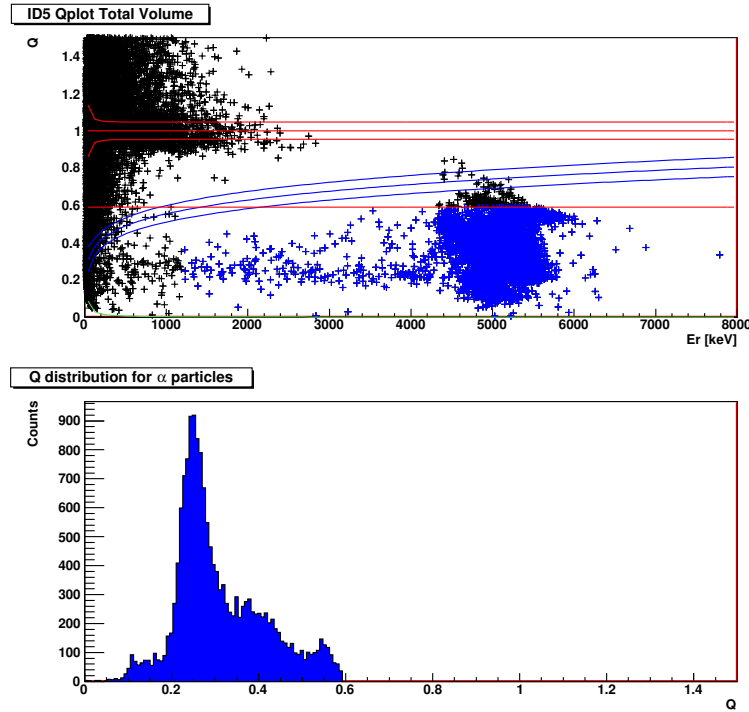 ID5 Qplot Total Volume
Q
1.4
1.2
1
0.8
0.6
0.4
0.2
0
0 1000 2000 3000 4000 5000 6000 7000 8000
Er [keV]
Q distribution for α particles
Counts
900
800
700
600
500
400
300
200
100
0
0 0.2 0.4 0.6 0.8 1 1.2 1.4
Q